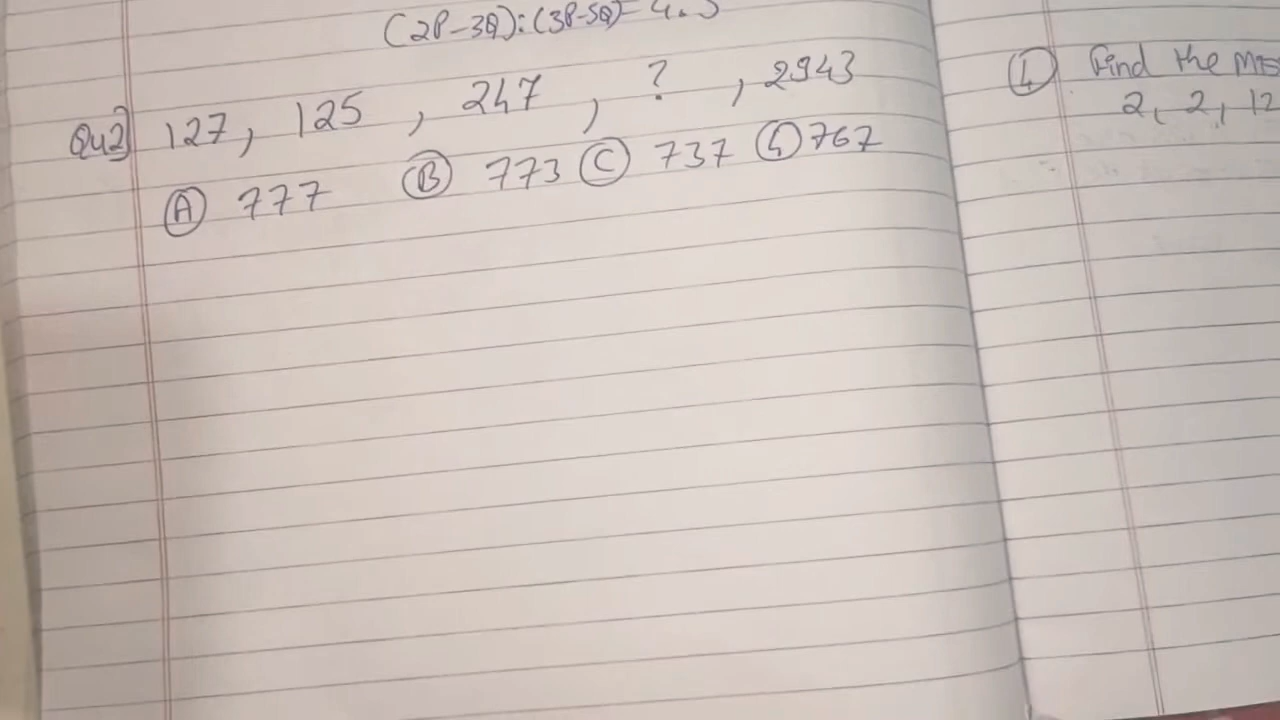 (2P-3Q):(3P-5Q)=
Qu2] 127, 125, 247, ?, 2943
(A) 777 (B) 773 (C) 737 767
(1) Find the
2, 2, 12